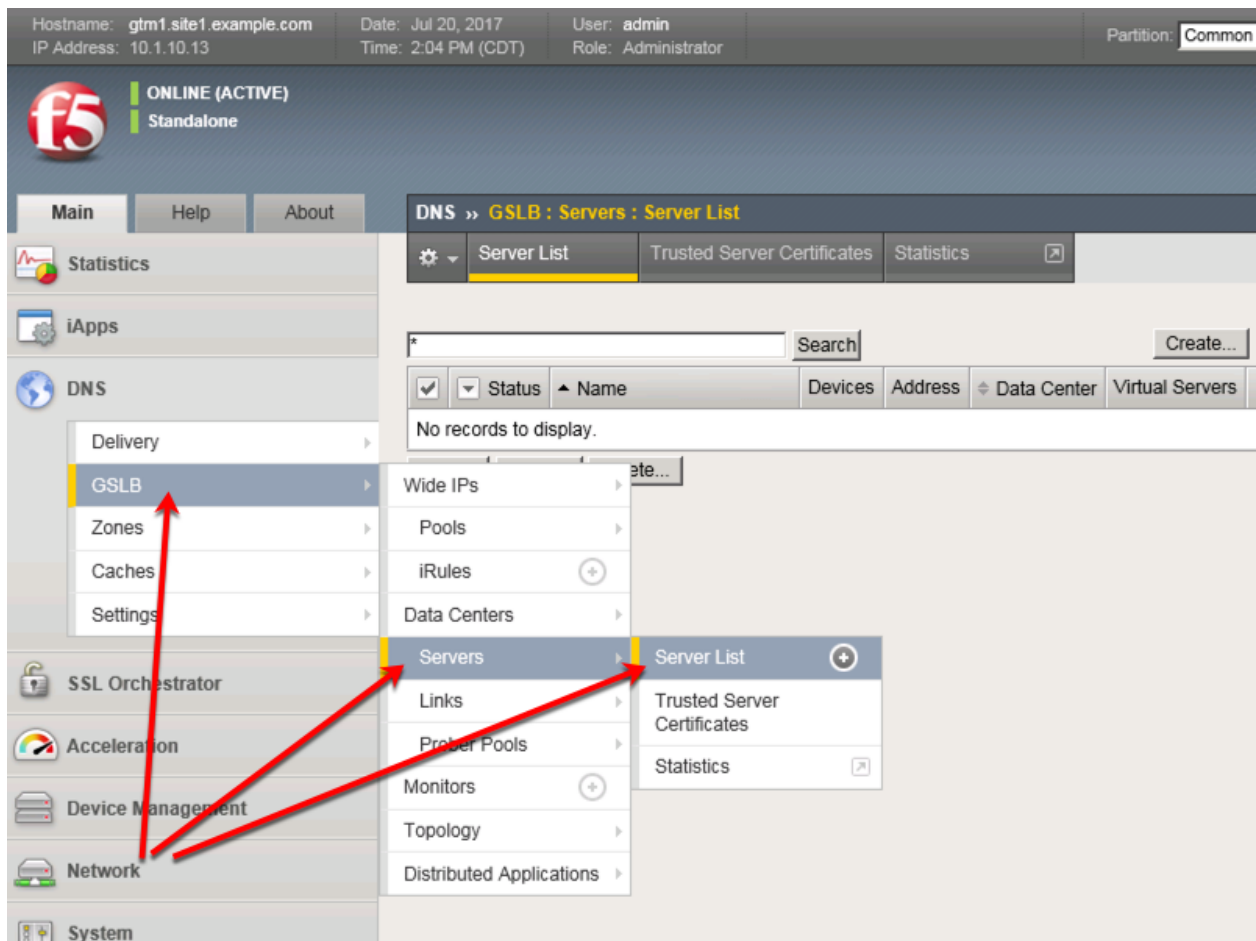 Hostname: gtm1.site1.example.com Date: Jul 20, 2017 User: admin Partition: Common
IP Address: 10.1.10.13 Time: 2:04 PM (CDT) Role: Administrator
f5
ONLINE (ACTIVE)
Standalone
Main Help About
DNS ›› GSLB : Servers : Server List
Server List Trusted Server Certificates Statistics
Statistics
iApps
* Search Create...
DNS
Status Name Devices Address Data Center Virtual Servers
No records to display.
ete...
Delivery
GSLB
Zones
Caches
Settings
Wide IPs
Pools
iRules
Data Centers
Servers
Links
Prober Pools
Monitors
Topology
Distributed Applications
Server List
Trusted Server
Certificates
Statistics
SSL Orchestrator
Acceleration
Device Management
Network
System